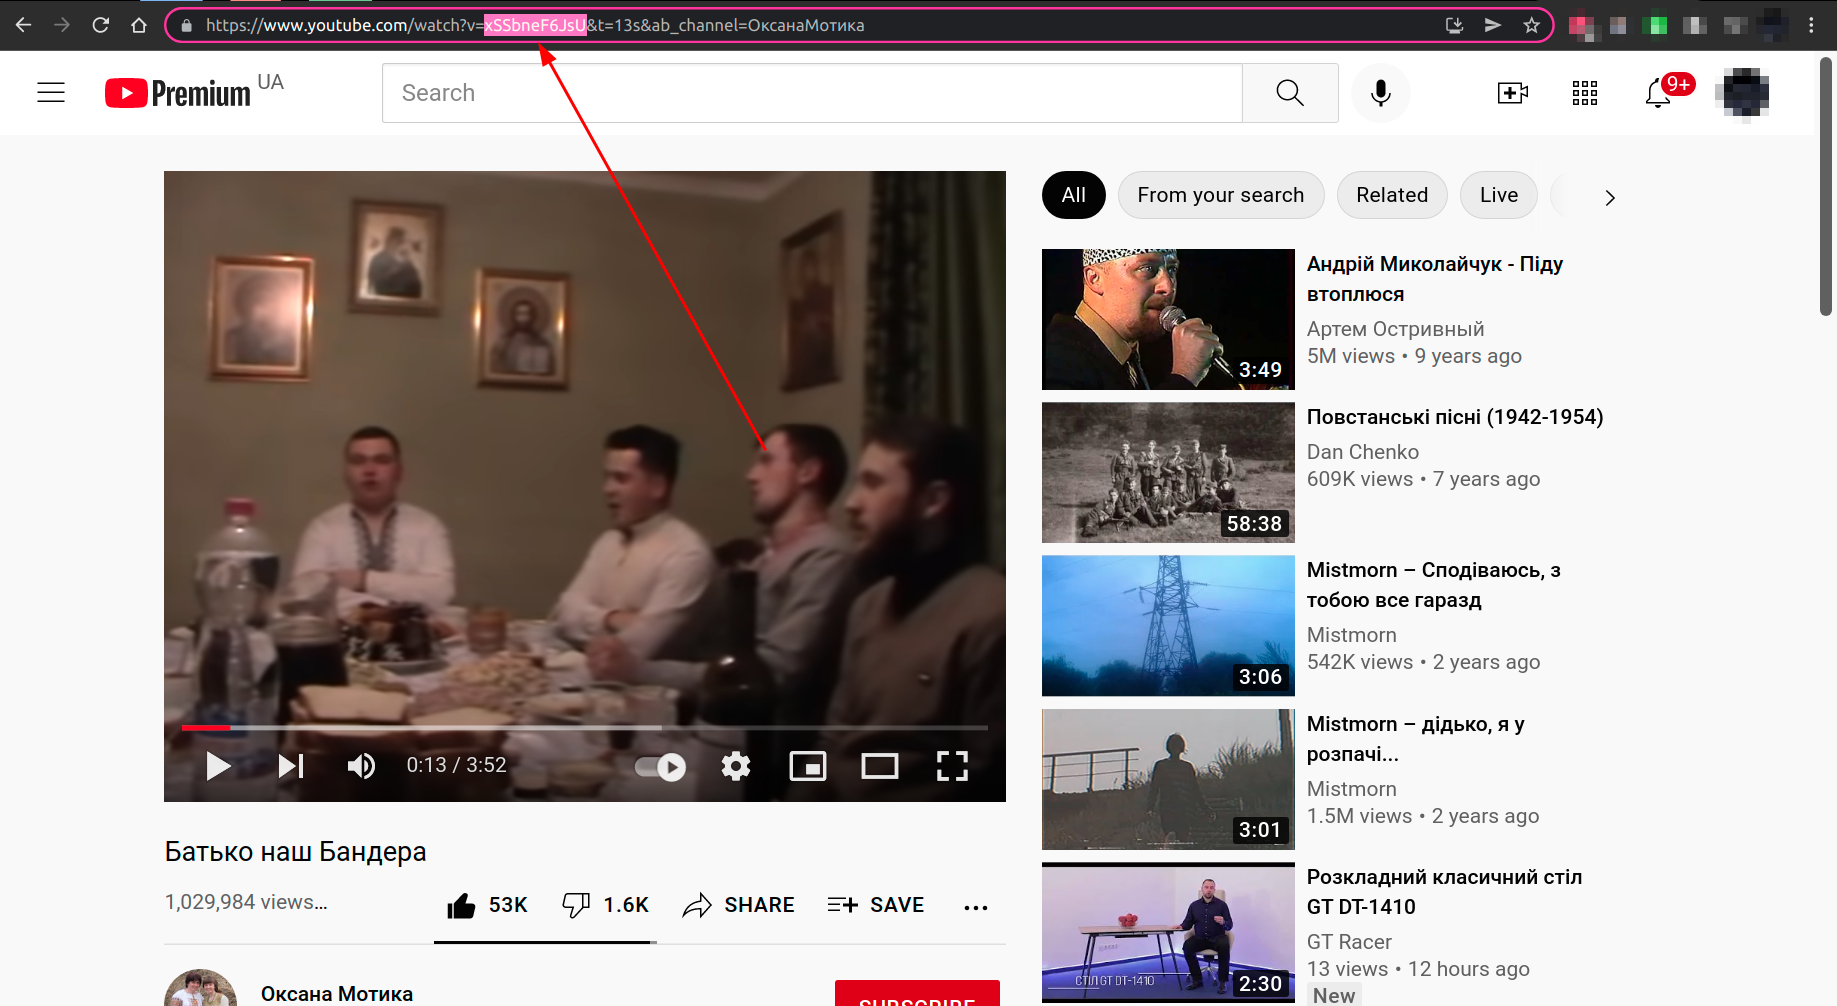 https://www.youtube.com/watch?v=xSSbneF6JsU&t=13s&ab_channel=ОксанаМотика
Premium UA
Search
9+
All
From your search
Related
Live
Андрій Миколайчук - Піду
втоплюся
Артем Остривный
5M views • 9 years ago
3:49
Повстанські пісні (1942-1954)
Dan Chenko
609K views • 7 years ago
58:38
Mistmorn – Сподіваюсь, з
тобою все гаразд
Mistmorn
542K views • 2 years ago
3:06
Mistmorn – дідько, я у
розпачі...
Mistmorn
1.5M views • 2 years ago
3:01
Розкладний класичний стіл
GT DT-1410
GT Racer
13 views • 12 hours ago
New
СТІЛ GT DT-1410
2:30
0:13 / 3:52
Батько наш Бандера
1,029,984 views...
53K
1.6K
SHARE
SAVE
Оксана Мотика
SUBSCRIBE